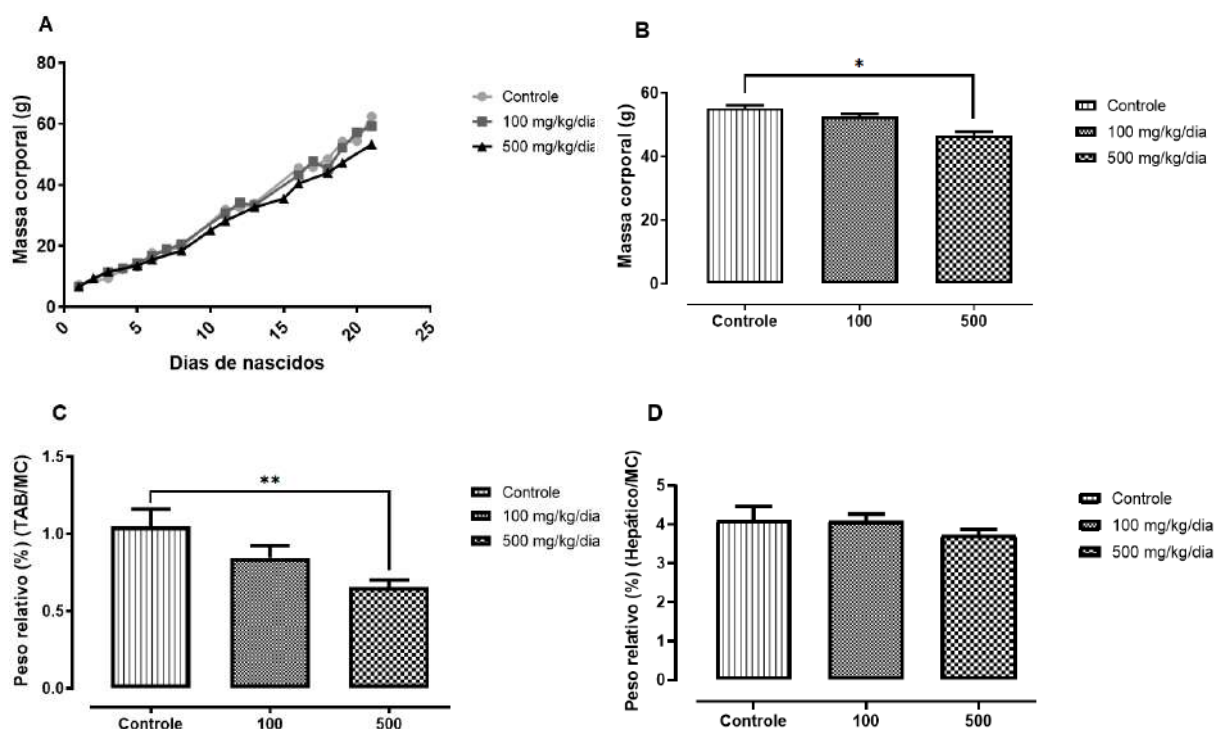 A
Massa corporal (g)
80
60
40
20
0
0
5
10
15
20
25
Dias de nascidos
Controle
100 mg/kg/dia
500 mg/kg/dia
B
Massa corporal (g)
60
40
20
0
*
Controle
100
500
Controle
100 mg/kg/dia
500 mg/kg/dia
C
Peso relativo (%) (TAB/MC)
1.5
1.0
0.5
0.0
**
Controle
100
500
Controle
100 mg/kg/dia
500 mg/kg/dia
D
Peso relativo (%) (Hepático/MC)
5
4
3
2
1
0
Controle
100
500
Controle
100 mg/kg/dia
500 mg/kg/dia